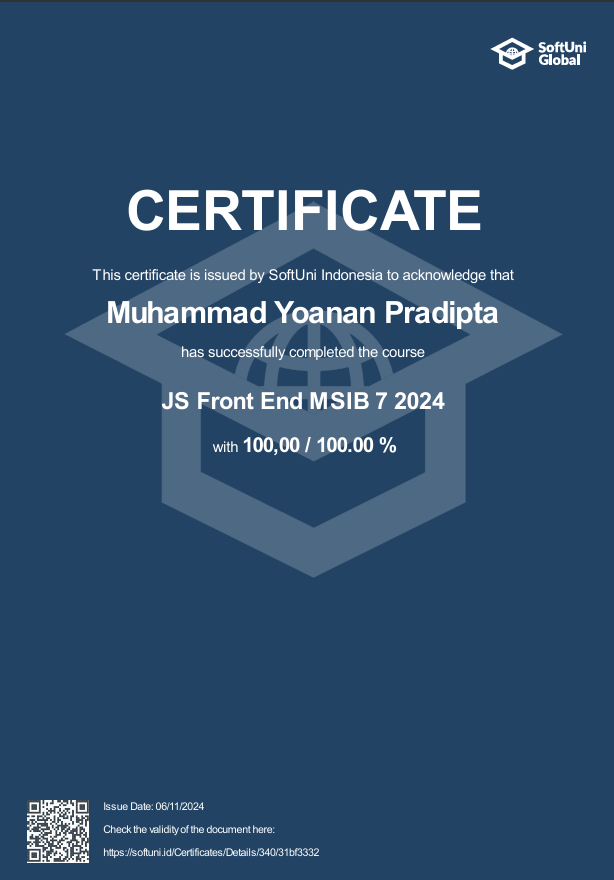 SoftUni
Global
CERTIFICATE
This certificate is issued by SoftUni Indonesia to acknowledge that
Muhammad Yoanan Pradipta
has successfully completed the course
JS Front End MSIB 7 2024
with 100,00 / 100.00 %
Issue Date: 06/11/2024
Check the validity of the document here:
https://softuni.id/Certificates/Details/340/31bf3332